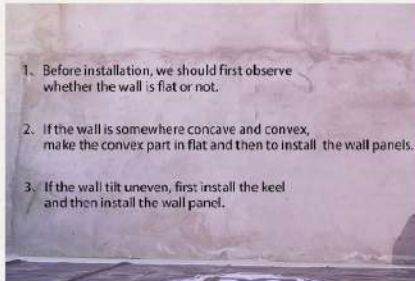 1. Before installation, we should first observe
whether the wall is flat or not.
2. If the wall is somewhere concave and convex,
make the convex part in flat and then to install the wall panels.
3. If the wall tilt uneven, first install the keel
and then install the wall panel.